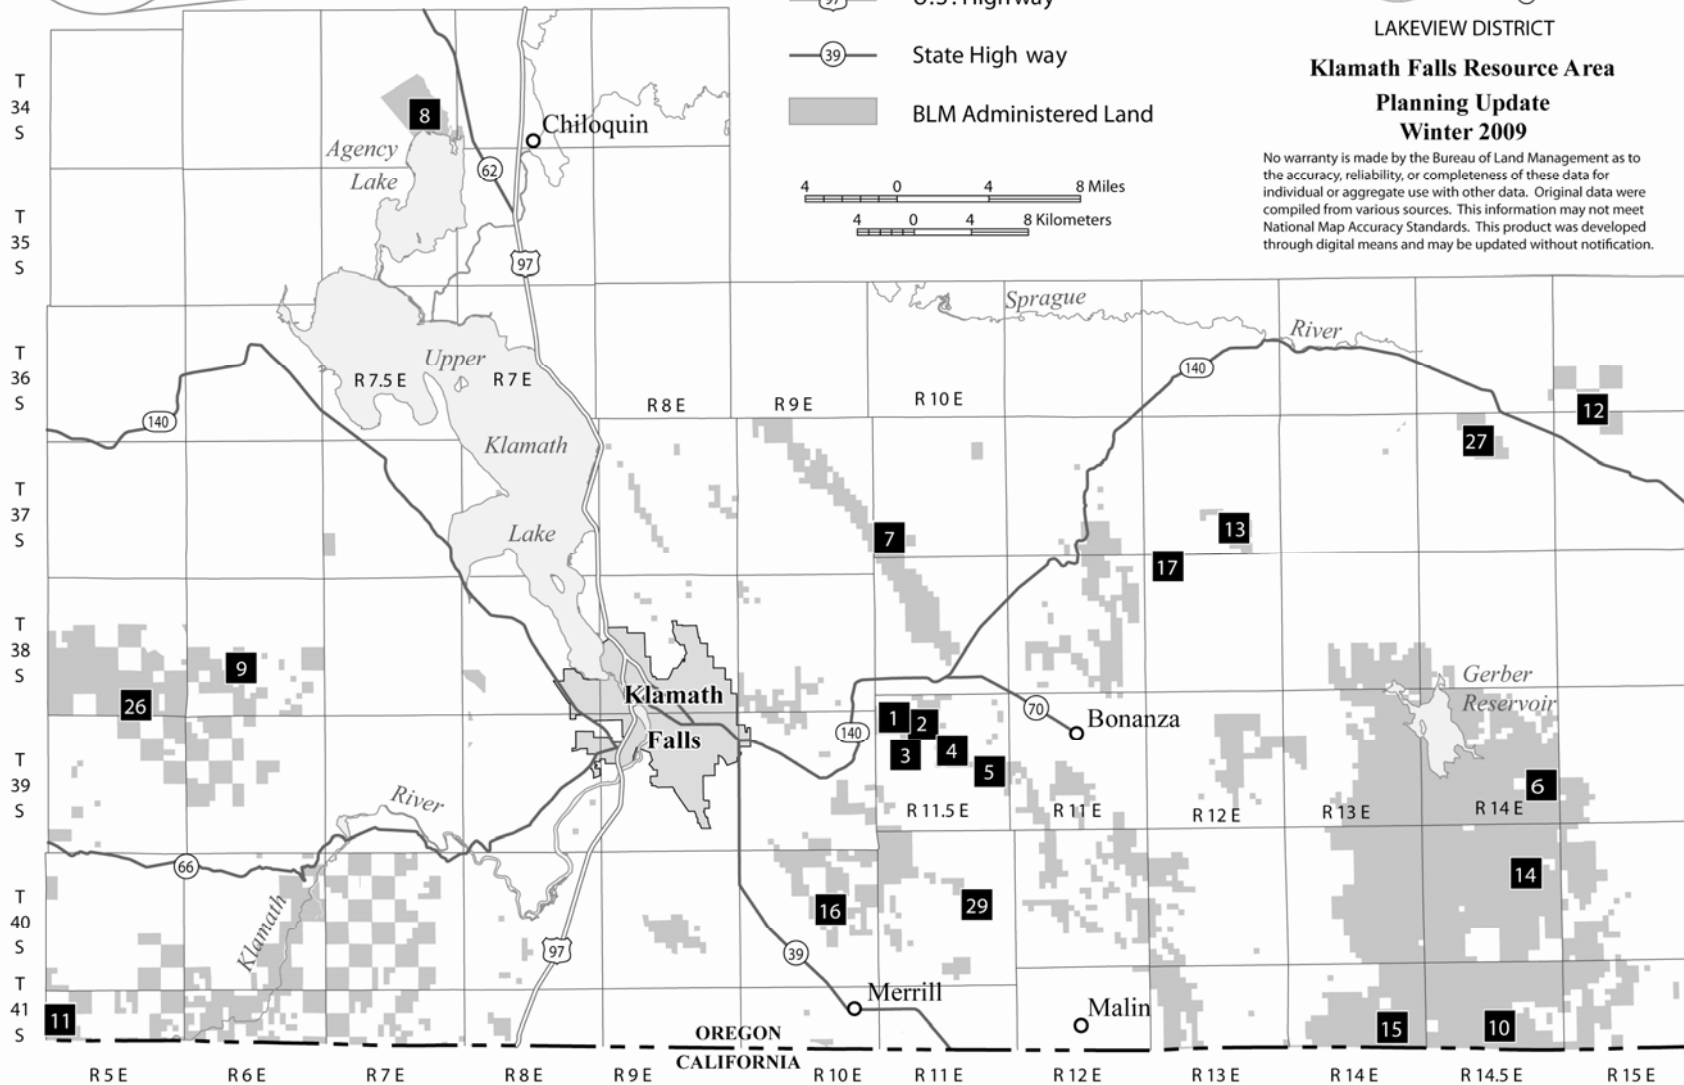 97
U.S. Highway
39
State High way
BLM Administered Land
4 0 4 8 Miles
4 0 4 8 Kilometers
LAKEVIEW DISTRICT
Klamath Falls Resource Area
Planning Update
Winter 2009
No warranty is made by the Bureau of Land Management as to
the accuracy, reliability, or completeness of these data for
individual or aggregate use with other data. Original data were
compiled from various sources. This information may not meet
National Map Accuracy Standards. This product was developed
through digital means and may be updated without notification.
T
34
S
8
Chiloquin
Agency
Lake
62
T
35
S
97
Sprague
River
T
36
S
Upper
R 7.5 E
R 7 E
R 8 E
R 9 E
R 10 E
140
140
12
27
Klamath
Lake
T
37
S
7
13
17
T
38
S
9
26
Klamath
Falls
Gerber
Reservoir
70
Bonanza
140
1
2
3
4
5
6
T
39
S
River
R 11.5 E
R 11 E
R 12 E
R 13 E
R 14 E
66
14
T
40
S
Klamath
16
29
97
39
T
41
S
11
Merrill
Malin
15
10
OREGON
CALIFORNIA
R 5 E
R 6 E
R 7 E
R 8 E
R 9 E
R 10 E
R 11 E
R 12 E
R 13 E
R 14 E
R 14.5 E
R 15 E